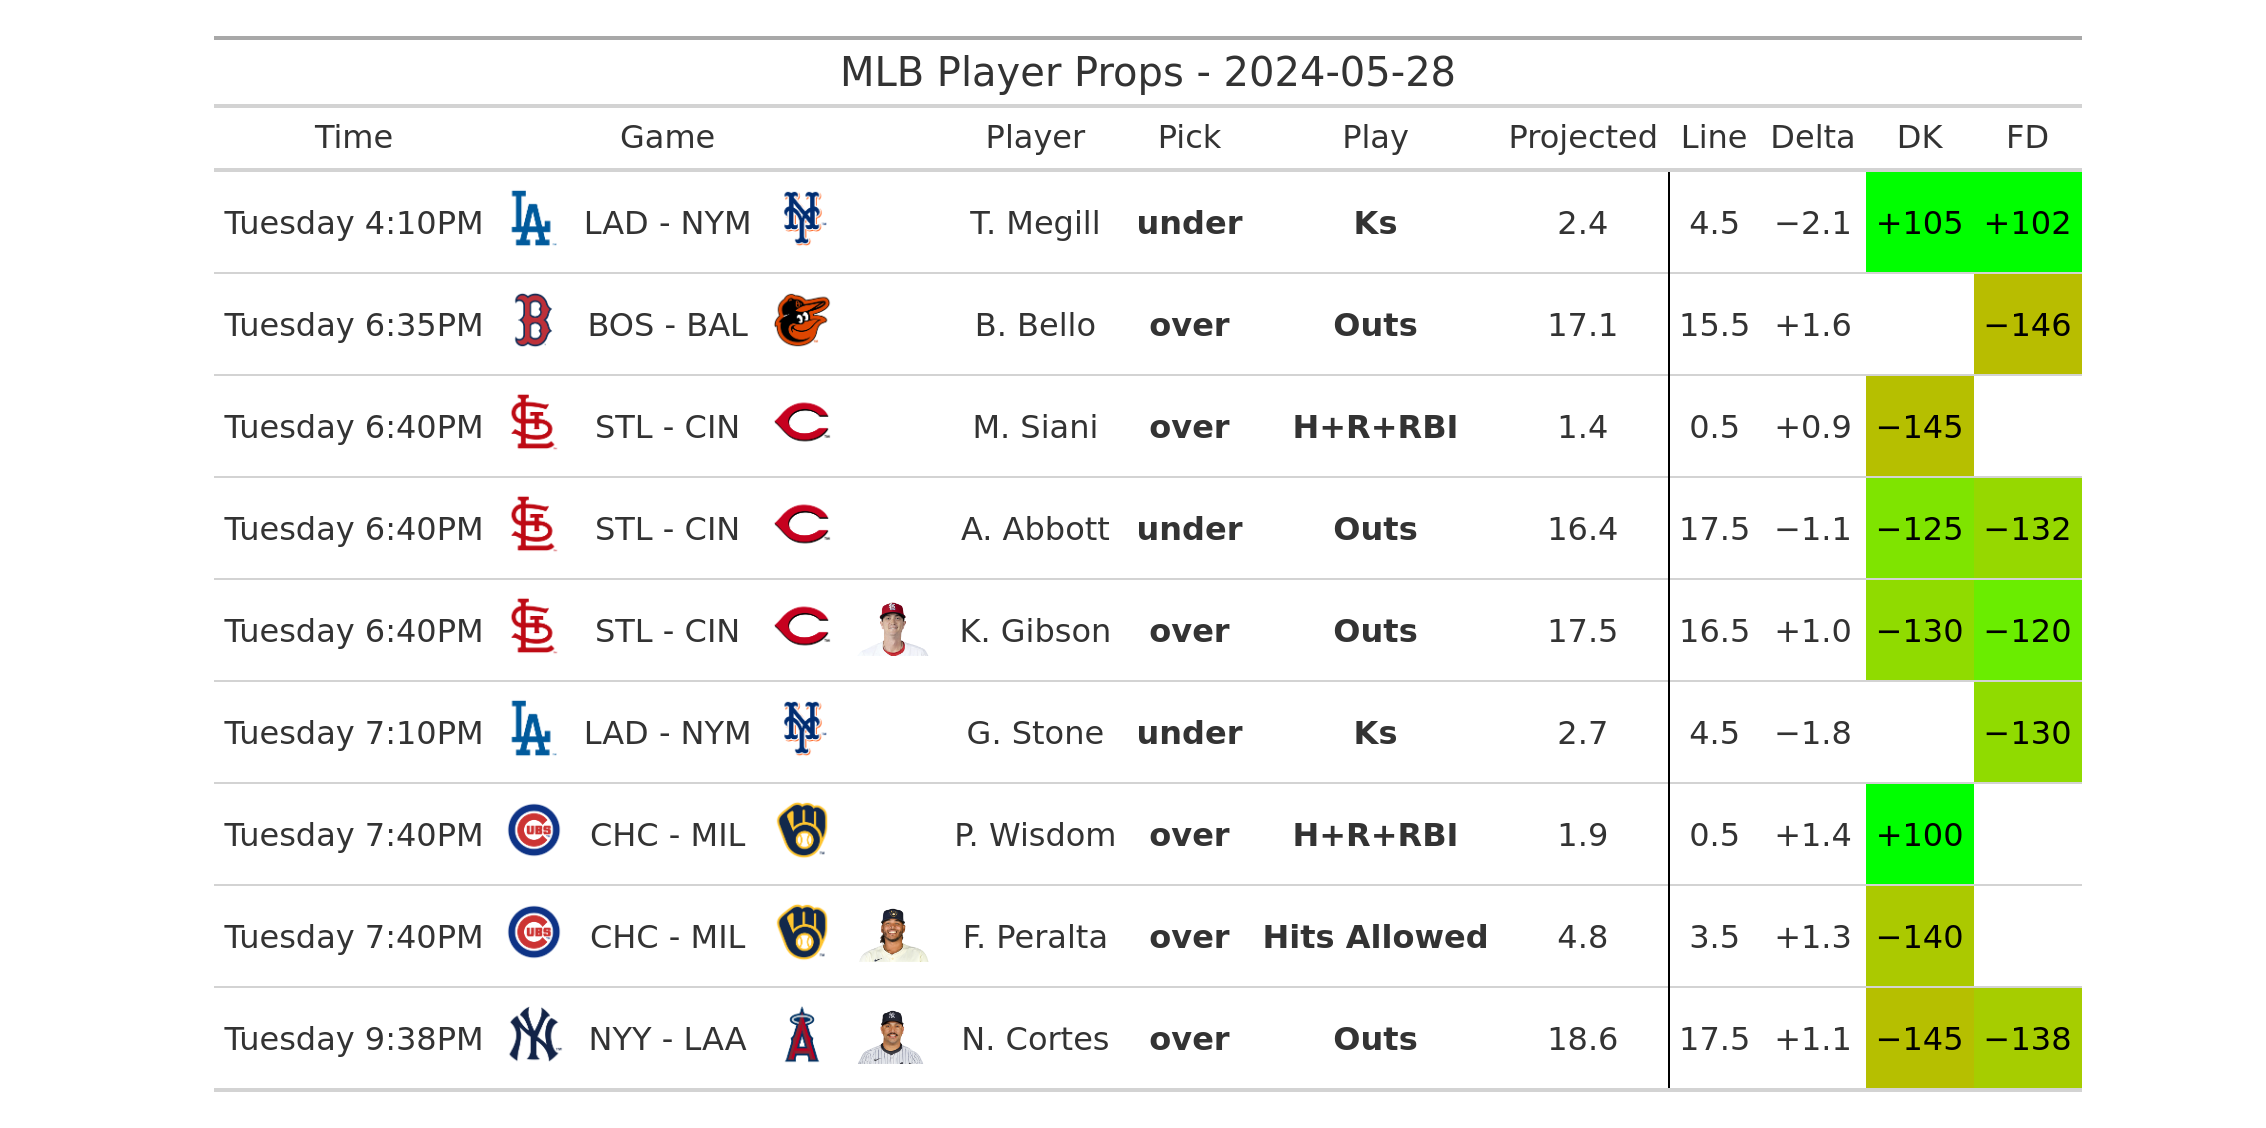 MLB Player Props - 2024-05-28
Time Game Player Pick Play Projected Line Delta DK FD
Tuesday 4:10PM LAD - NYM T. Megill under Ks 2.4 4.5 −2.1 +105 +102
Tuesday 6:35PM BOS - BAL B. Bello over Outs 17.1 15.5 +1.6 −146
Tuesday 6:40PM STL - CIN M. Siani over H+R+RBI 1.4 0.5 +0.9 −145
Tuesday 6:40PM STL - CIN A. Abbott under Outs 16.4 17.5 −1.1 −125 −132
Tuesday 6:40PM STL - CIN K. Gibson over Outs 17.5 16.5 +1.0 −130 −120
Tuesday 7:10PM LAD - NYM G. Stone under Ks 2.7 4.5 −1.8 −130
Tuesday 7:40PM CHC - MIL P. Wisdom over H+R+RBI 1.9 0.5 +1.4 +100
Tuesday 7:40PM CHC - MIL F. Peralta over Hits Allowed 4.8 3.5 +1.3 −140
Tuesday 9:38PM NYY - LAA N. Cortes over Outs 18.6 17.5 +1.1 −145 −138